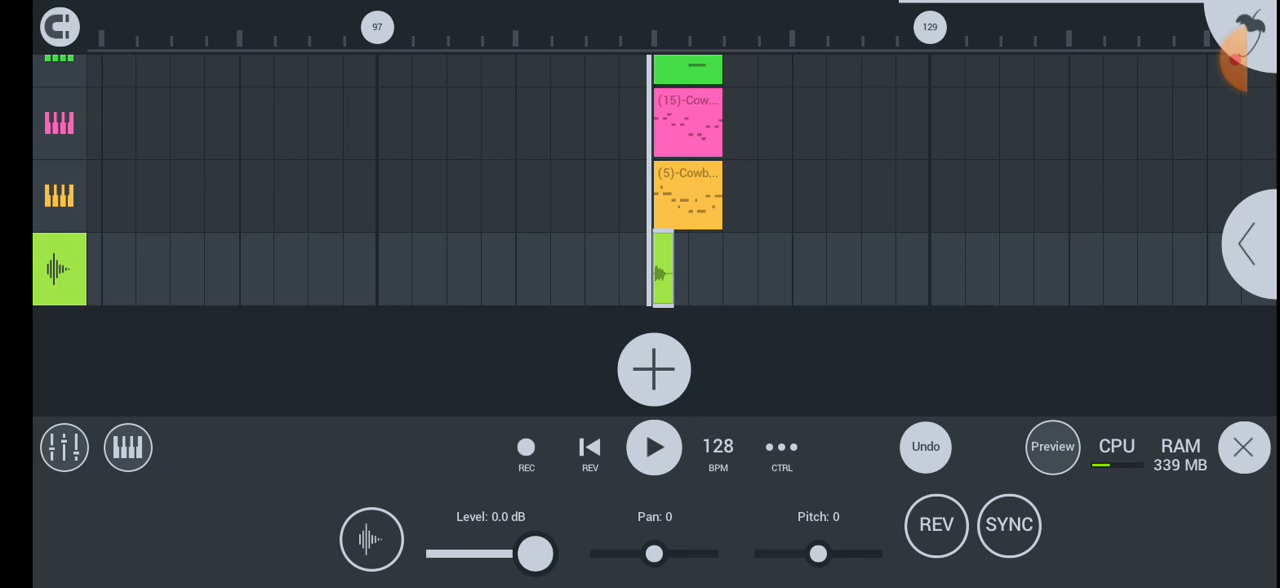 97
129
(15)-Cow...
(5)-Cowb...
REC
REV
128
BPM
CTRL
Undo
Preview
CPU
RAM
339 MB
Level: 0.0 dB
Pan: 0
Pitch: 0
REV
SYNC